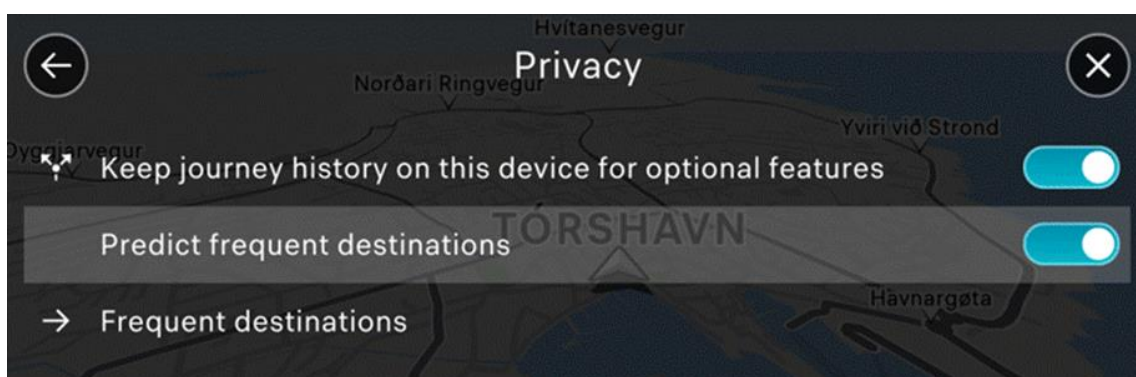 Hvítanesvegur
Privacy
Norðari Ringvegur
Yviri við Strond
Dyggjarvegur
Keep journey history on this device for optional features
TÓRSHAVN
Predict frequent destinations
Havnargøta
Frequent destinations